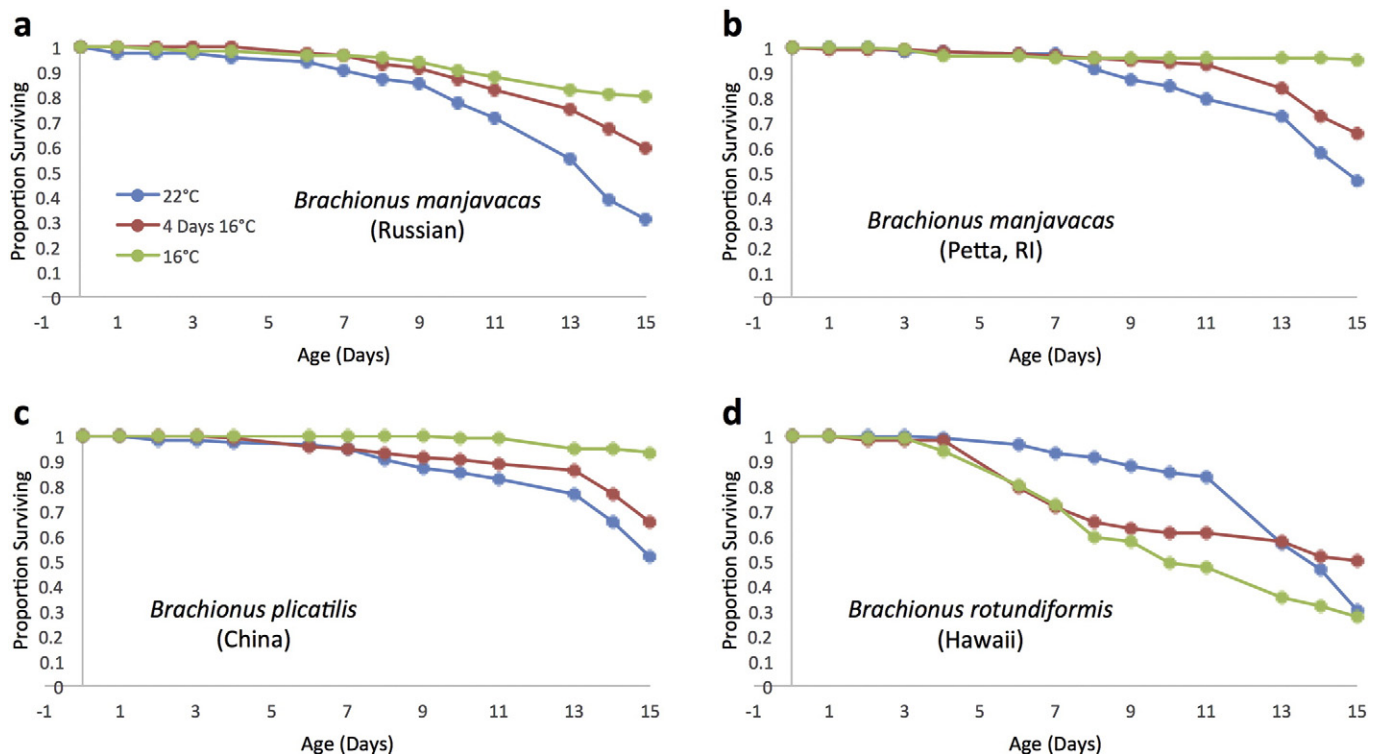 a
Proportion Surviving
1
0.9
0.8
0.7
0.6
0.5
0.4
0.3
0.2
0.1
0
22°C
4 Days 16°C
16°C
Brachionus manjavacas
(Russian)
-1 1 3 5 7 9 11 13 15
Age (Days)
b
Proportion Surviving
1
0.9
0.8
0.7
0.6
0.5
0.4
0.3
0.2
0.1
0
Brachionus manjavacas
(Petta, RI)
-1 1 3 5 7 9 11 13 15
Age (Days)
c
Proportion Surviving
1
0.9
0.8
0.7
0.6
0.5
0.4
0.3
0.2
0.1
0
Brachionus plicatilis
(China)
-1 1 3 5 7 9 11 13 15
Age (Days)
d
Proportion Surviving
1
0.9
0.8
0.7
0.6
0.5
0.4
0.3
0.2
0.1
0
Brachionus rotundiformis
(Hawaii)
-1 1 3 5 7 9 11 13 15
Age (Days)